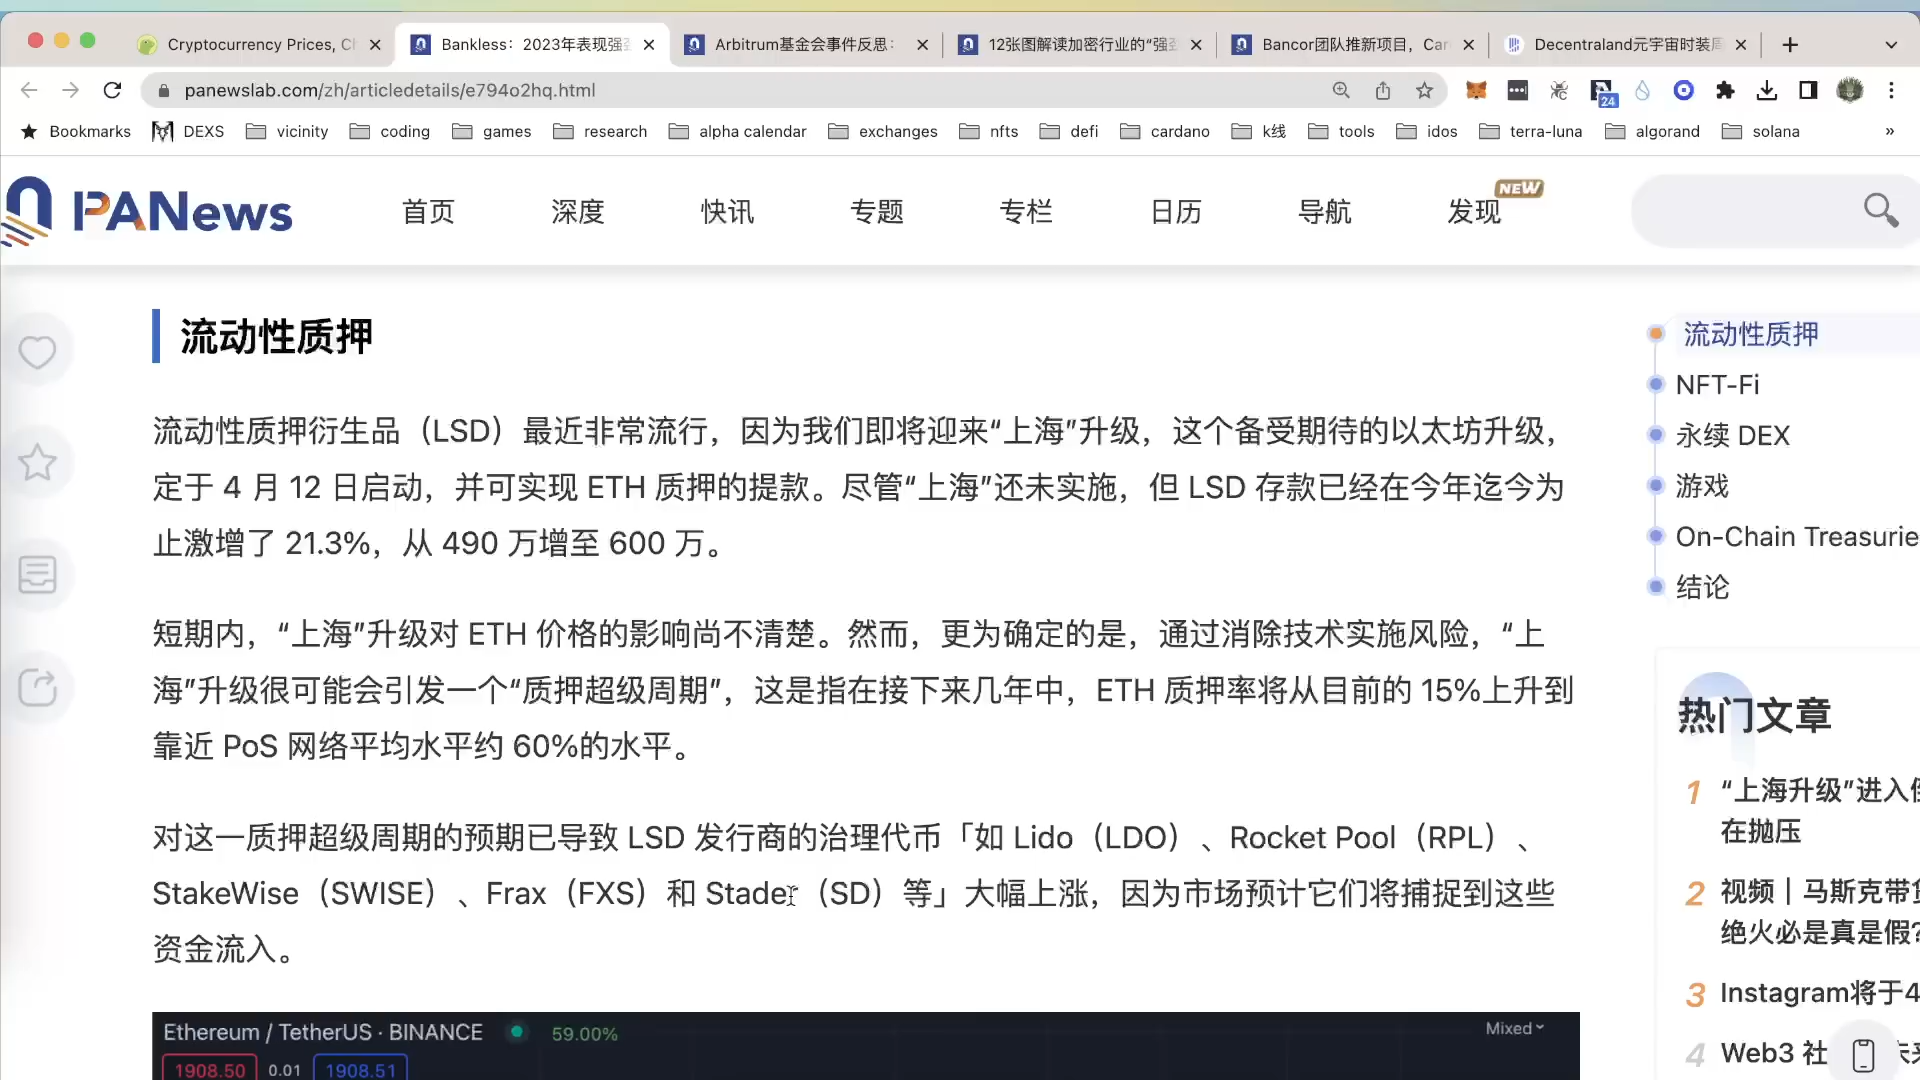 Cryptocurrency Prices, Ch
Bankless：2023年表现强
Arbitrum基金会事件反思：
12张图解读加密行业的“强
Bancor团队推新项目，Car
Decentraland元宇宙时装周
panewslab.com/zh/articledetails/e794o2hq.html
24
Bookmarks
DEXS
vicinity
coding
games
research
alpha calendar
exchanges
nfts
defi
cardano
k线
tools
idos
terra-luna
algorand
solana
»
PANews
首页
深度
快讯
专题
专栏
日历
导航
发现
NEW
流动性质押
流动性质押衍生品（LSD）最近非常流行，因为我们即将迎来“上海”升级，这个备受期待的以太坊升级，
定于 4 月 12 日启动，并可实现 ETH 质押的提款。尽管“上海”还未实施，但 LSD 存款已经在今年迄今为
止激增了 21.3%，从 490 万增至 600 万。
短期内，“上海”升级对 ETH 价格的影响尚不清楚。然而，更为确定的是，通过消除技术实施风险，“上
海”升级很可能会引发一个“质押超级周期”，这是指在接下来几年中，ETH 质押率将从目前的 15%上升到
靠近 PoS 网络平均水平约 60%的水平。
对这一质押超级周期的预期已导致 LSD 发行商的治理代币「如 Lido（LDO）、Rocket Pool（RPL）、
StakeWise（SWISE）、Frax（FXS）和 Stader（SD）等」大幅上涨，因为市场预计它们将捕捉到这些
资金流入。
Ethereum / TetherUS · BINANCE
59.00%
Mixed
1908.50
0.01
1908.51
流动性质押
NFT-Fi
永续 DEX
游戏
On-Chain Treasurie
结论
热门文章
1 “上海升级”进入倒
在抛压
2 视频｜马斯克带货
绝火必是真是假?
3 Instagram将于4
4 Web3 社